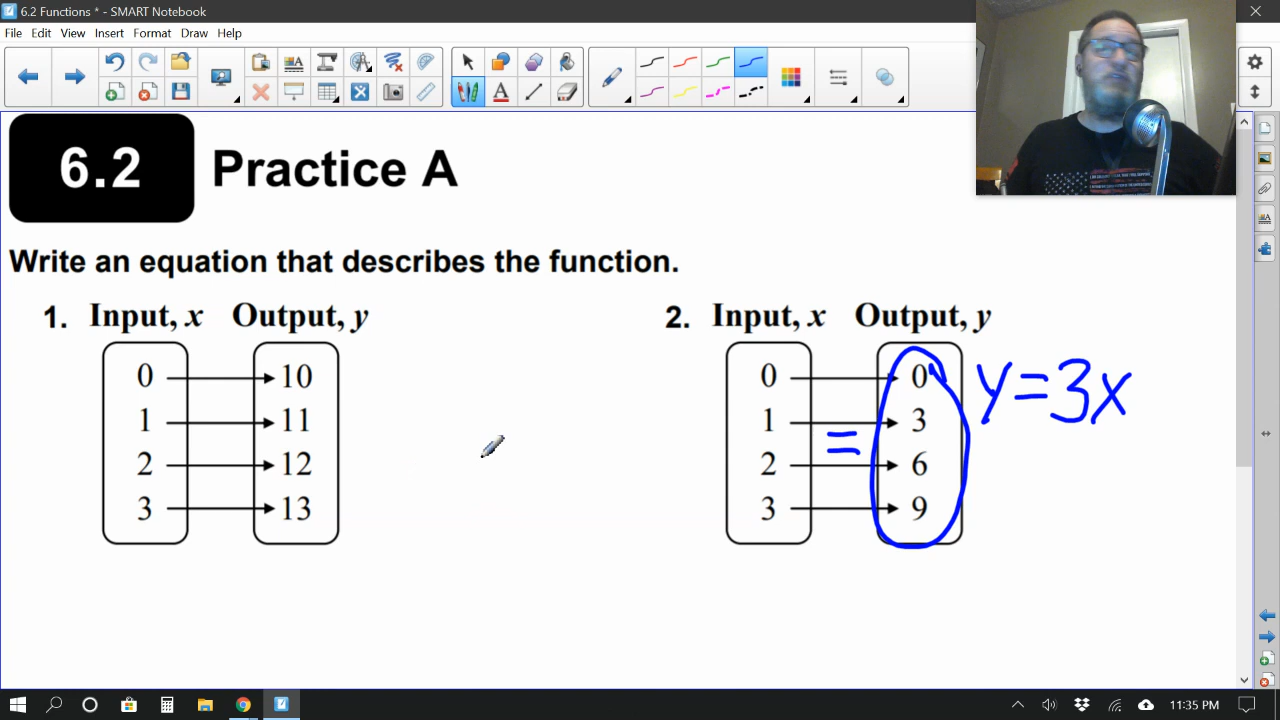 6.2 Functions * - SMART Notebook
File Edit View Insert Format Draw Help
6.2 Practice A
Write an equation that describes the function.
1. Input, x Output, y
0 10
1 11
2 12
3 13
2. Input, x Output, y
0 0
1 3
2 6
3 9
=
y=3x
11:35 PM